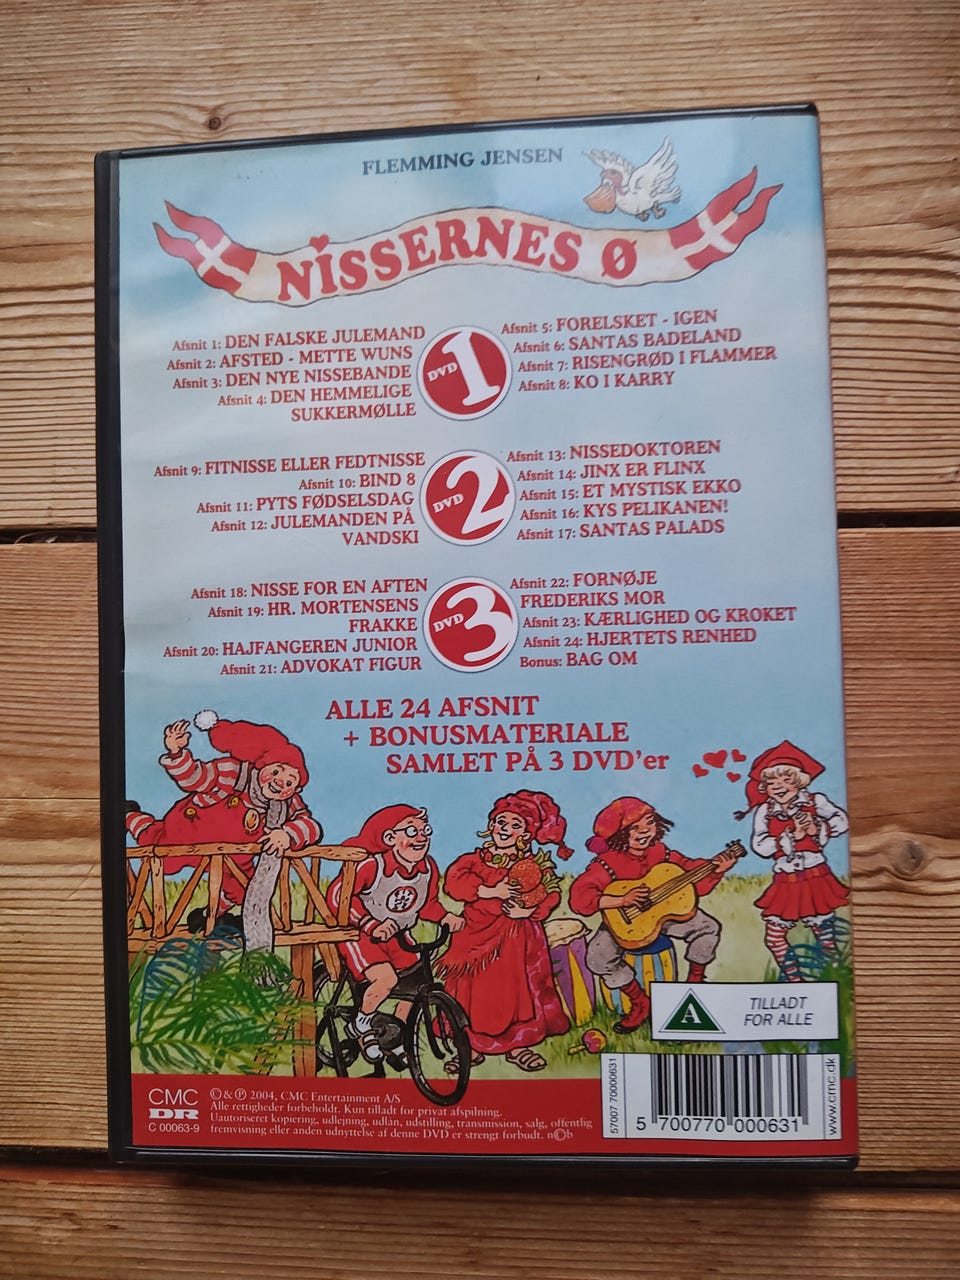 FLEMMING JENSEN
NISSERNES Ø
Afsnit 1: DEN FALSKE JULEMAND
Afsnit 2: AFSTED - METTE WUNS
Afsnit 3: DEN NYE NISSEBANDE
Afsnit 4: DEN HEMMELIGE
SUKKERMØLLE
DVD 1
Afsnit 5: FORELSKET - IGEN
Afsnit 6: SANTAS BADELAND
Afsnit 7: RISENGRØD I FLAMMER
Afsnit 8: KO I KARRY
Afsnit 9: FITNISSE ELLER FEDTNISSE
Afsnit 10: BIND 8
Afsnit 11: PYTS FØDSELSDAG
Afsnit 12: JULEMANDEN PÅ
VANDSKI
DVD 2
Afsnit 13: NISSEDOKTOREN
Afsnit 14: JINX ER FLINX
Afsnit 15: ET MYSTISK EKKO
Afsnit 16: KYS PELIKANEN!
Afsnit 17: SANTAS PALADS
Afsnit 18: NISSE FOR EN AFTEN
Afsnit 19: HR. MORTENSENS
FRAKKE
Afsnit 20: HAJFANGEREN JUNIOR
Afsnit 21: ADVOKAT FIGUR
DVD 3
Afsnit 22: FORNØJE
FREDERIKS MOR
Afsnit 23: KÆRLIGHED OG KROKET
Afsnit 24: HJERTETS RENHED
Bonus: BAG OM
ALLE 24 AFSNIT
+ BONUSMATERIALE
SAMLET PÅ 3 DVD'er
A
TILLADT
FOR ALLE
CMC
DR
C 00063-9
©& ℗ 2004, CMC Entertainment A/S
Alle rettigheder forbeholdt. Kun tilladt for privat afspilning.
Uautoriseret kopiering, udlejning, udlån, udstilling, transmission, salg, offentlig
fremvisning eller anden udnyttelse af denne DVD er strengt forbudt. n©b
57007 70000631
5 700770 000631
www.cmc.dk